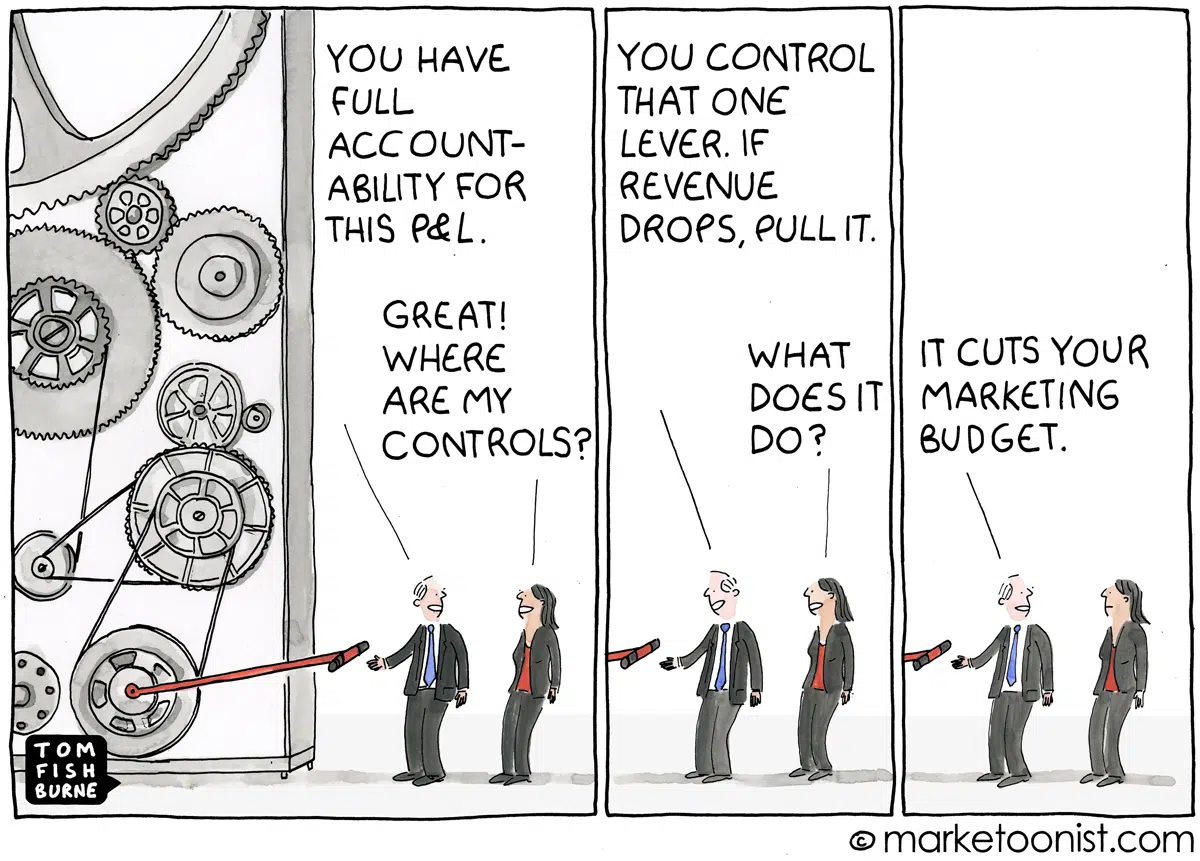 YOU HAVE
FULL
ACCOUNT-
ABILITY FOR
THIS P&L.
GREAT!
WHERE
ARE MY
CONTROLS?
YOU CONTROL
THAT ONE
LEVER. IF
REVENUE
DROPS, PULL IT.
WHAT
DOES IT
DO?
IT CUTS YOUR
MARKETING
BUDGET.
TOM
FISH
BURNE
© marketoonist.com